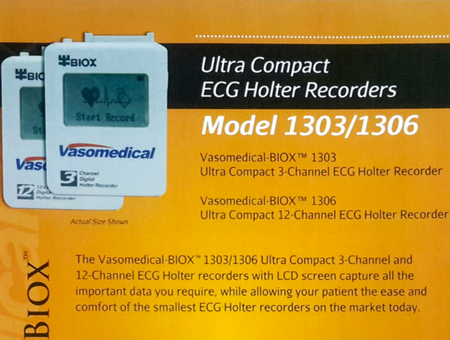 BIOX
BIOX
Start Record
Vasomedical
3 Channel
Digital
Holter Recorder
12
Holter Recorder
Actual Size Shown
Ultra Compact
ECG Holter Recorders
Model 1303/1306
Vasomedical-BIOX™ 1303
Ultra Compact 3-Channel ECG Holter Recorder
Vasomedical-BIOX™ 1306
Ultra Compact 12-Channel ECG Holter Recorder
The Vasomedical-BIOX™ 1303/1306 Ultra Compact 3-Channel and
12-Channel ECG Holter recorders with LCD screen capture all the
important data you require, while allowing your patient the ease and
comfort of the smallest ECG Holter recorders on the market today.
BIOX™